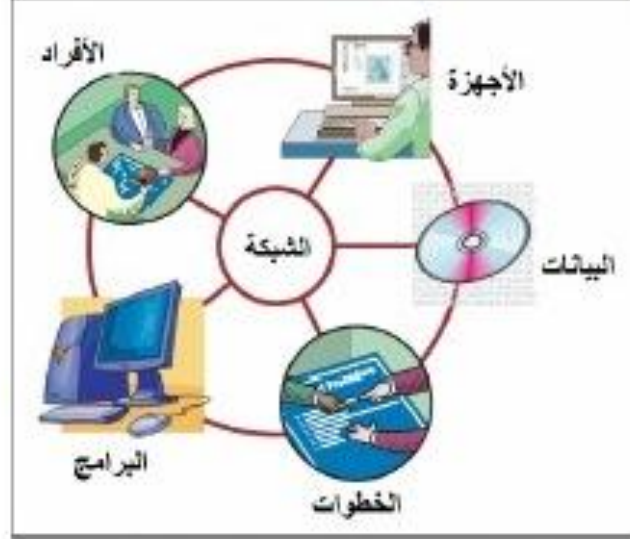 الأفراد
الأجهزة
الشبكة
البيانات
البرامج
الخطوات